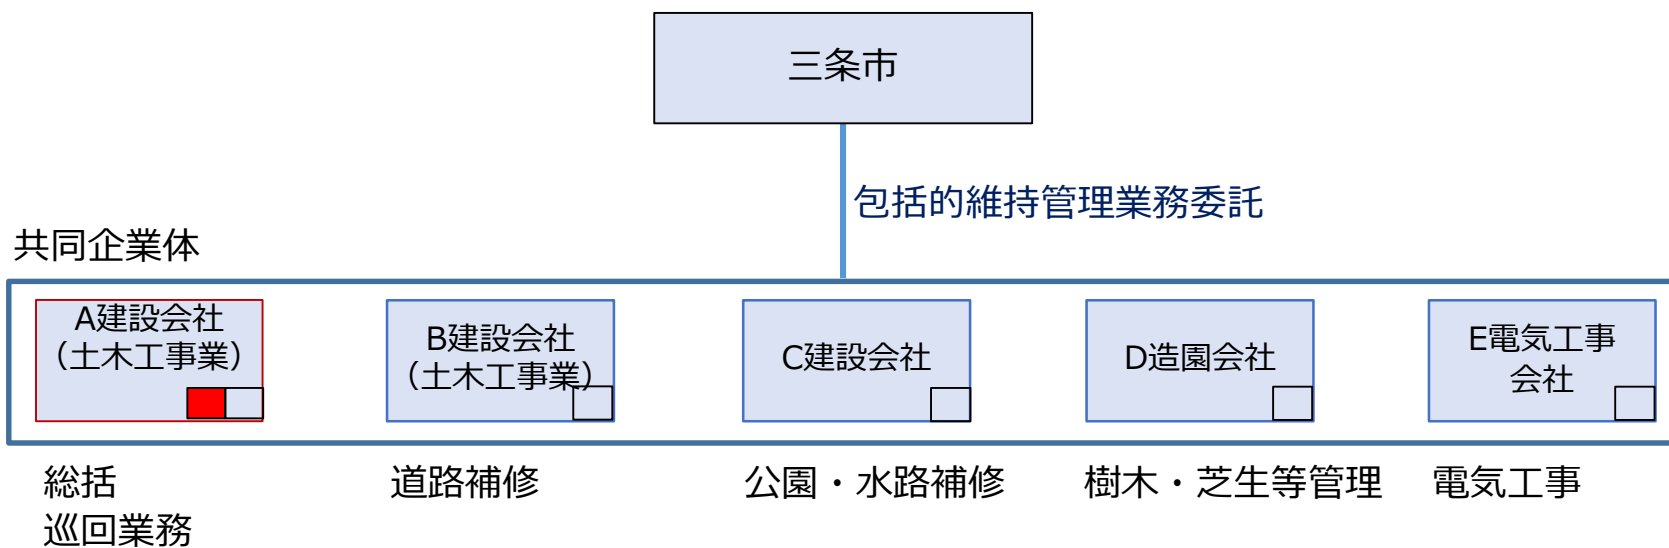 三条市
包括的維持管理業務委託
共同企業体
A建設会社
（土木工事業）
B建設会社
（土木工事業）
C建設会社
D造園会社
E電気工事
会社
総括
巡回業務
道路補修
公園・水路補修
樹木・芝生等管理
電気工事